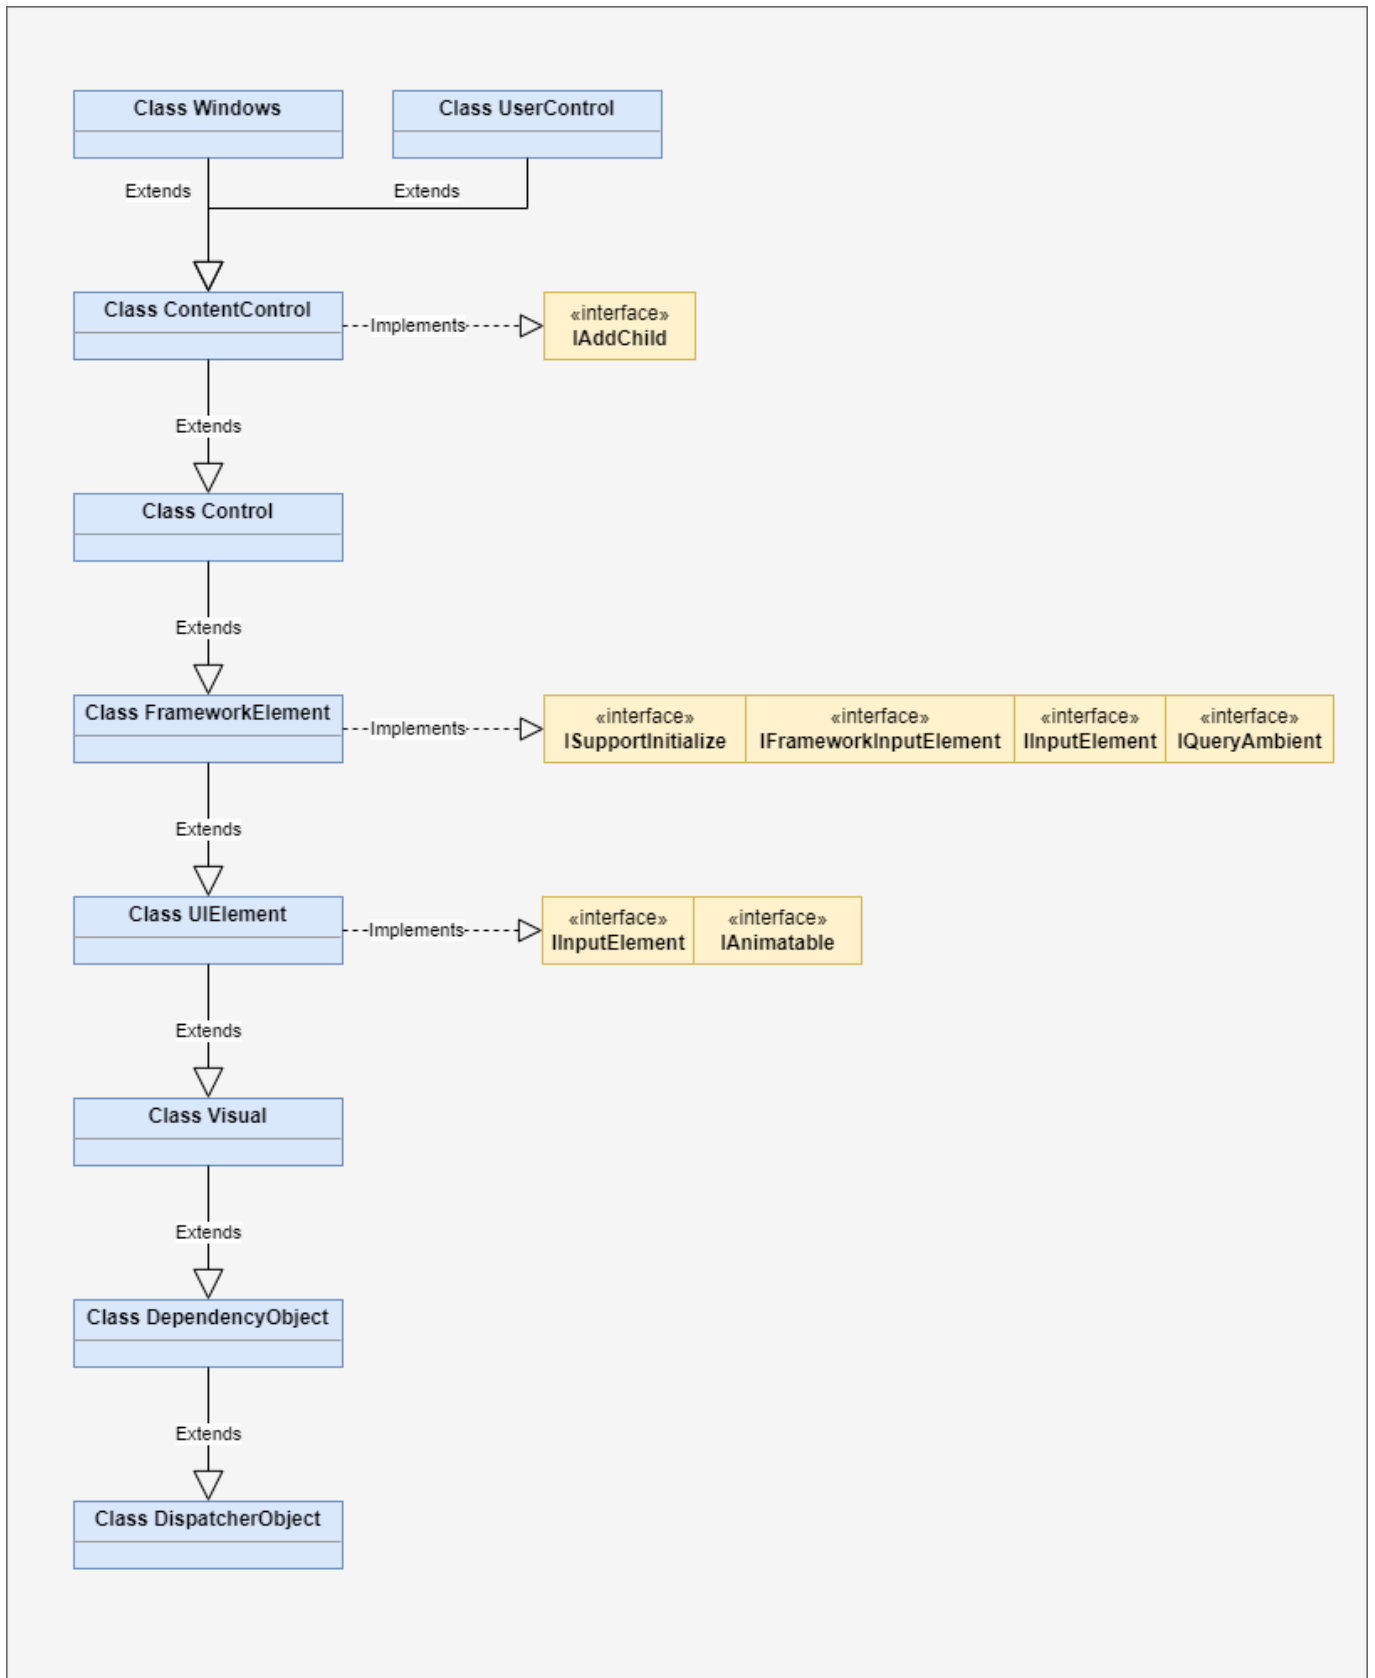 Class Windows
Class UserControl
Extends
Extends
Class ContentControl
Implements
«interface»
IAddChild
Extends
Class Control
Extends
Class FrameworkElement
Implements
«interface»
ISupportInitialize
«interface»
IFrameworkInputElement
«interface»
IInputElement
«interface»
IQueryAmbient
Extends
Class UIElement
Implements
«interface»
IInputElement
«interface»
IAnimatable
Extends
Class Visual
Extends
Class DependencyObject
Extends
Class DispatcherObject